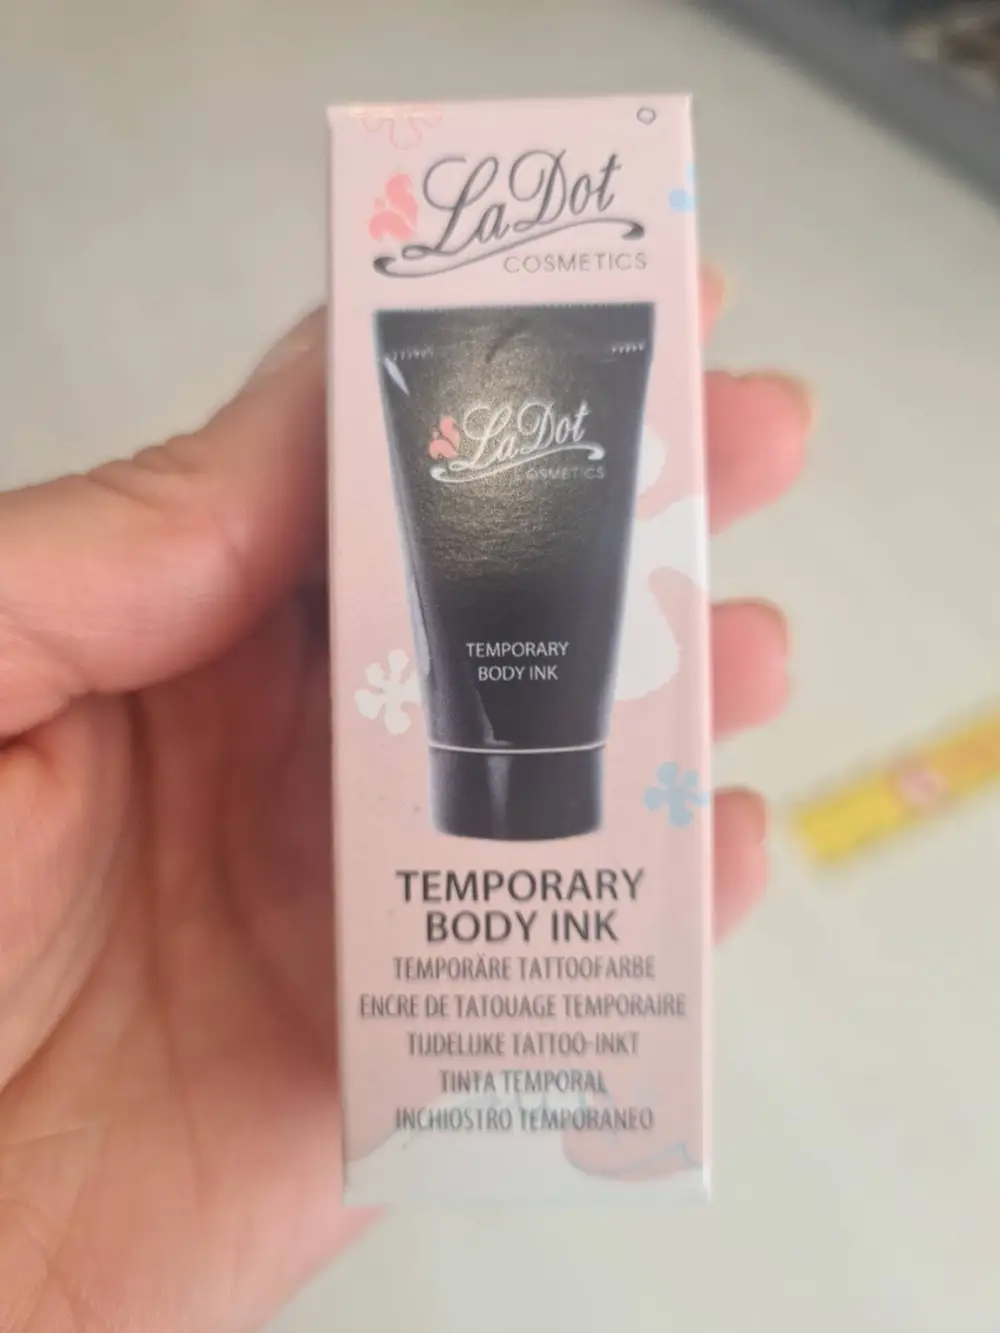 LaDot
COSMETICS
LaDot
COSMETICS
TEMPORARY
BODY INK
TEMPORARY
BODY INK
TEMPORÄRE TATTOOFARBE
ENCRE DE TATOUAGE TEMPORAIRE
TIJDELIJKE TATTOO-INKT
TINTA TEMPORAL
INCHIOSTRO TEMPORANEO